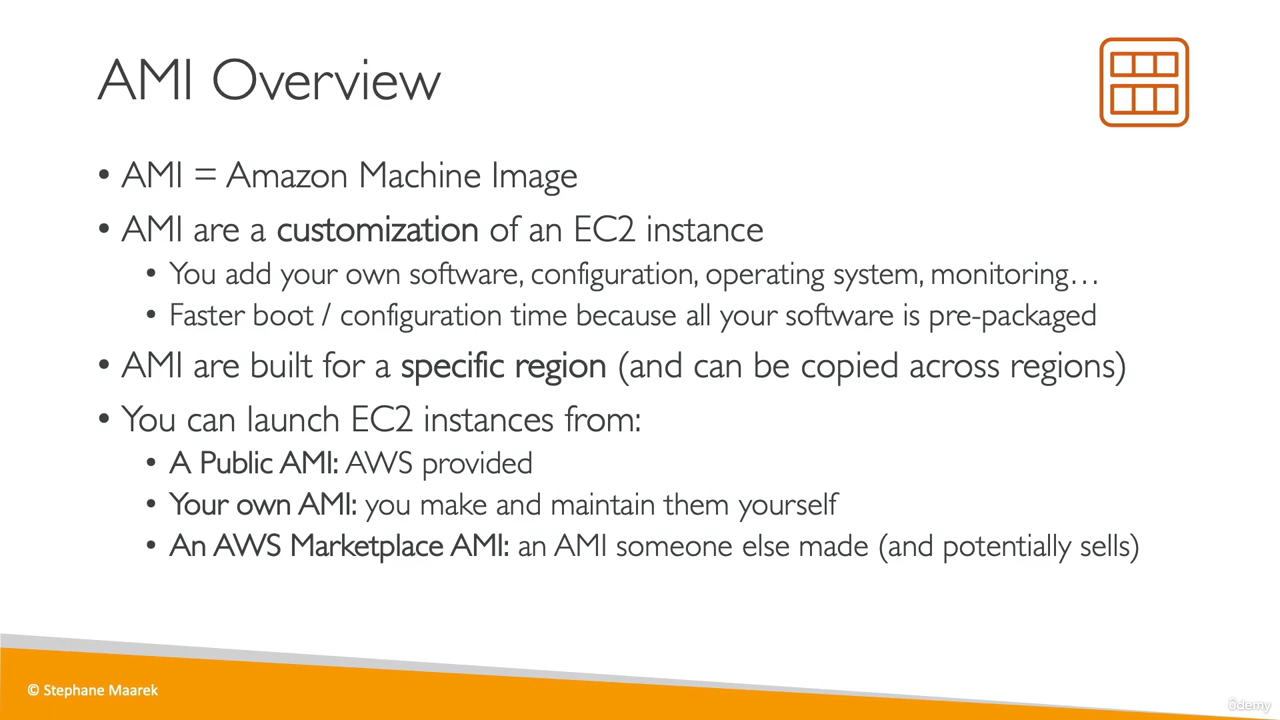 AMI Overview
• AMI = Amazon Machine Image
• AMI are a customization of an EC2 instance
• You add your own software, configuration, operating system, monitoring…
• Faster boot / configuration time because all your software is pre-packaged
• AMI are built for a specific region (and can be copied across regions)
• You can launch EC2 instances from:
• A Public AMI: AWS provided
• Your own AMI: you make and maintain them yourself
• An AWS Marketplace AMI: an AMI someone else made (and potentially sells)
© Stephane Maarek
ûdemy